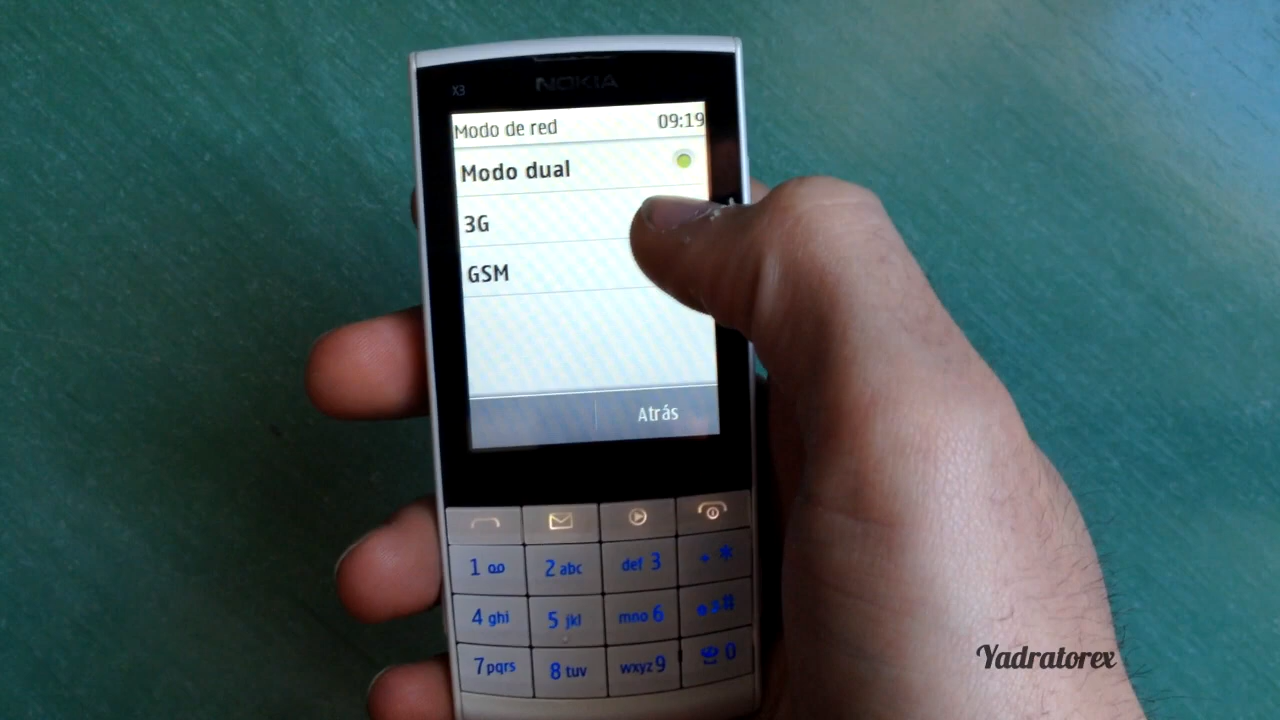 X3 NOKIA
Modo de red 09:19
Modo dual
3G
GSM
Atrás
1 2 abc def 3 + *
4 ghi 5 jkl mno 6 #
7 pqrs 8 tuv wxyz 9 0
Yadratorex